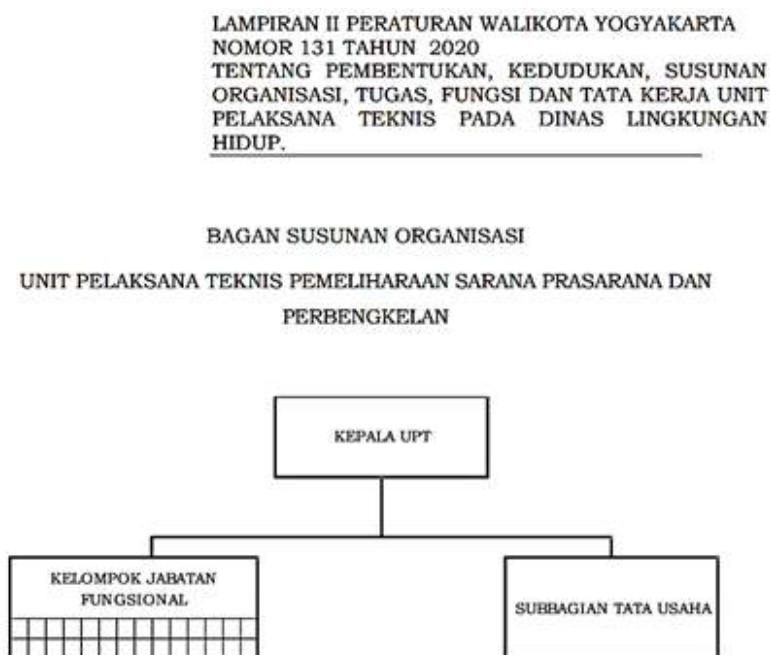 LAMPIRAN II PERATURAN WALIKOTA YOGYAKARTA
NOMOR 131 TAHUN 2020
TENTANG PEMBENTUKAN, KEDUDUKAN, SUSUNAN
ORGANISASI, TUGAS, FUNGSI DAN TATA KERJA UNIT
PELAKSANA TEKNIS PADA DINAS LINGKUNGAN
HIDUP.
BAGAN SUSUNAN ORGANISASI
UNIT PELAKSANA TEKNIS PEMELIHARAAN SARANA PRASARANA DAN
PERBENGKELAN
KEPALA UPT
KELOMPOK JABATAN
FUNGSIONAL
SUBBAGIAN TATA USAHA